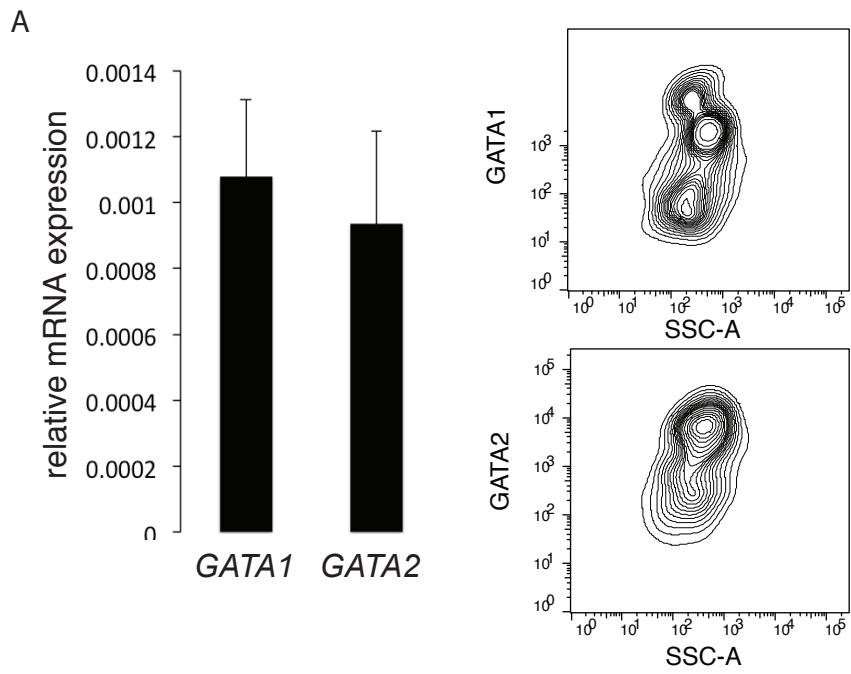 A
relative mRNA expression
0.0014
0.0012
0.001
0.0008
0.0006
0.0004
0.0002
0
GATA1 GATA2
GATA1
10³
10²
10¹
10⁰
10⁰ 10¹ 10² 10³ 10⁴ 10⁵
SSC-A
GATA2
10⁵
10⁴
10³
10²
10¹
10⁰
10⁰ 10¹ 10² 10³ 10⁴ 10⁵
SSC-A